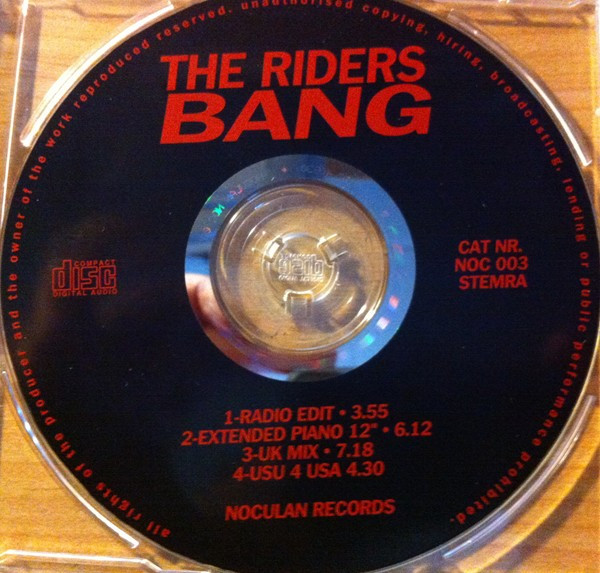 all rights of the producer and the owner of the work reproduced reserved. unauthorised copying, hiring, broadcasting, lending or public performance prohibited.
THE RIDERS
BANG
COMPACT
disc
DIGITAL AUDIO
CAT NR.
NOC 003
STEMRA
1-RADIO EDIT • 3.55
2-EXTENDED PIANO 12" • 6.12
3-UK MIX • 7.18
4-USU 4 USA 4.30
NOCULAN RECORDS